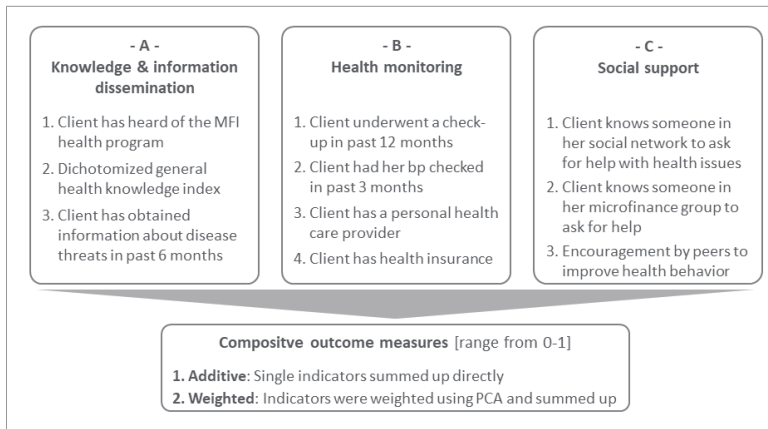 - A -
Knowledge & information
dissemination
1. Client has heard of the MFI
health program
2. Dichotomized general
health knowledge index
3. Client has obtained
information about disease
threats in past 6 months
- B -
Health monitoring
1. Client underwent a check-
up in past 12 months
2. Client had her bp checked
in past 3 months
3. Client has a personal health
care provider
4. Client has health insurance
- C -
Social support
1. Client knows someone in
her social network to ask
for help with health issues
2. Client knows someone in
her microfinance group to
ask for help
3. Encouragement by peers to
improve health behavior
Compositve outcome measures [range from 0-1]
1. Additive: Single indicators summed up directly
2. Weighted: Indicators were weighted using PCA and summed up